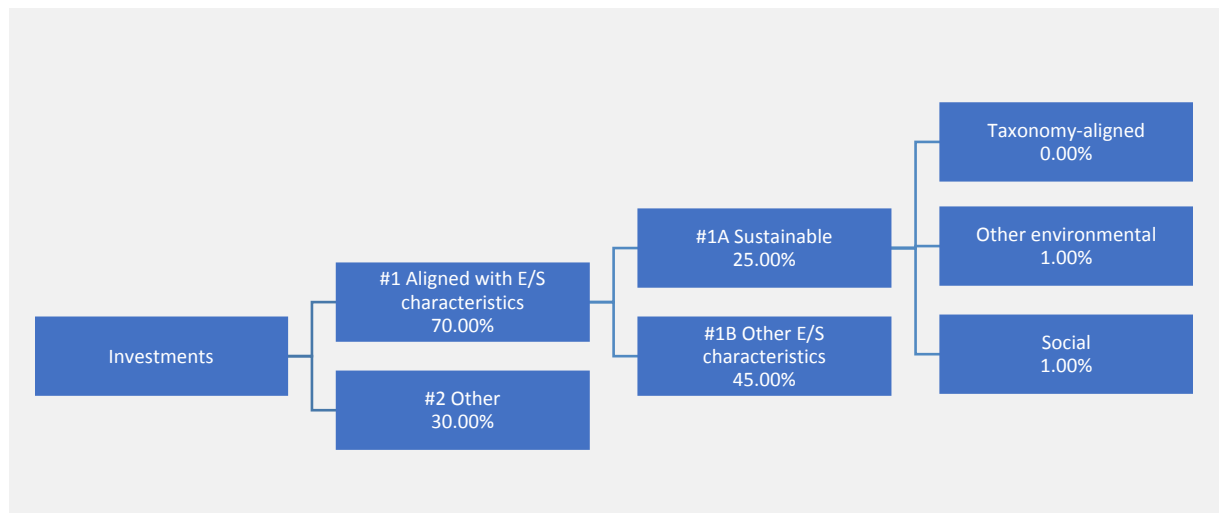 Investments
#1 Aligned with E/S
characteristics
70.00%
#2 Other
30.00%
#1A Sustainable
25.00%
#1B Other E/S
characteristics
45.00%
Taxonomy-aligned
0.00%
Other environmental
1.00%
Social
1.00%